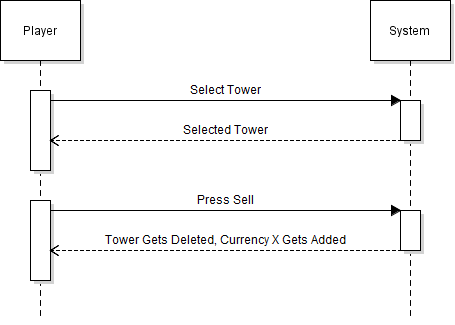 Player
System
Select Tower
Selected Tower
Press Sell
Tower Gets Deleted, Currency X Gets Added